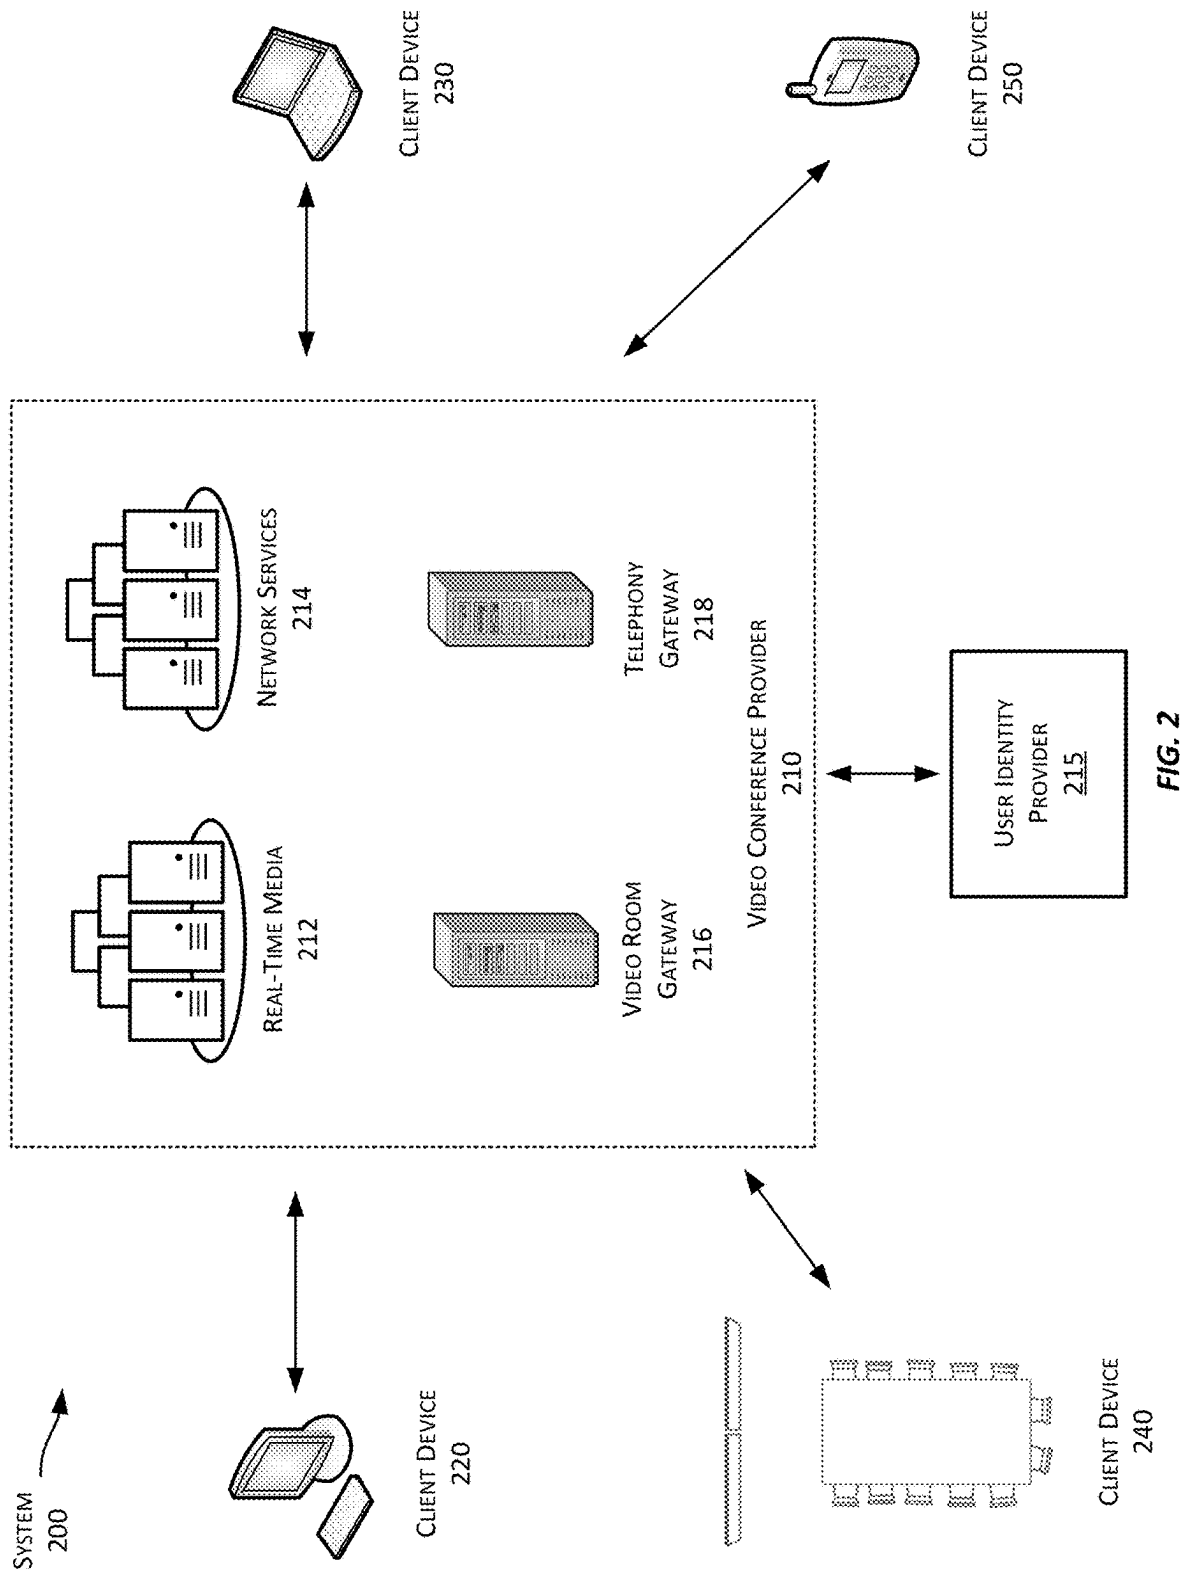 SYSTEM
200
REAL-TIME MEDIA
212
NETWORK SERVICES
214
CLIENT DEVICE
220
CLIENT DEVICE
230
VIDEO ROOM
GATEWAY
216
TELEPHONY
GATEWAY
218
VIDEO CONFERENCE PROVIDER
210
CLIENT DEVICE
240
CLIENT DEVICE
250
USER IDENTITY
PROVIDER
215
FIG. 2